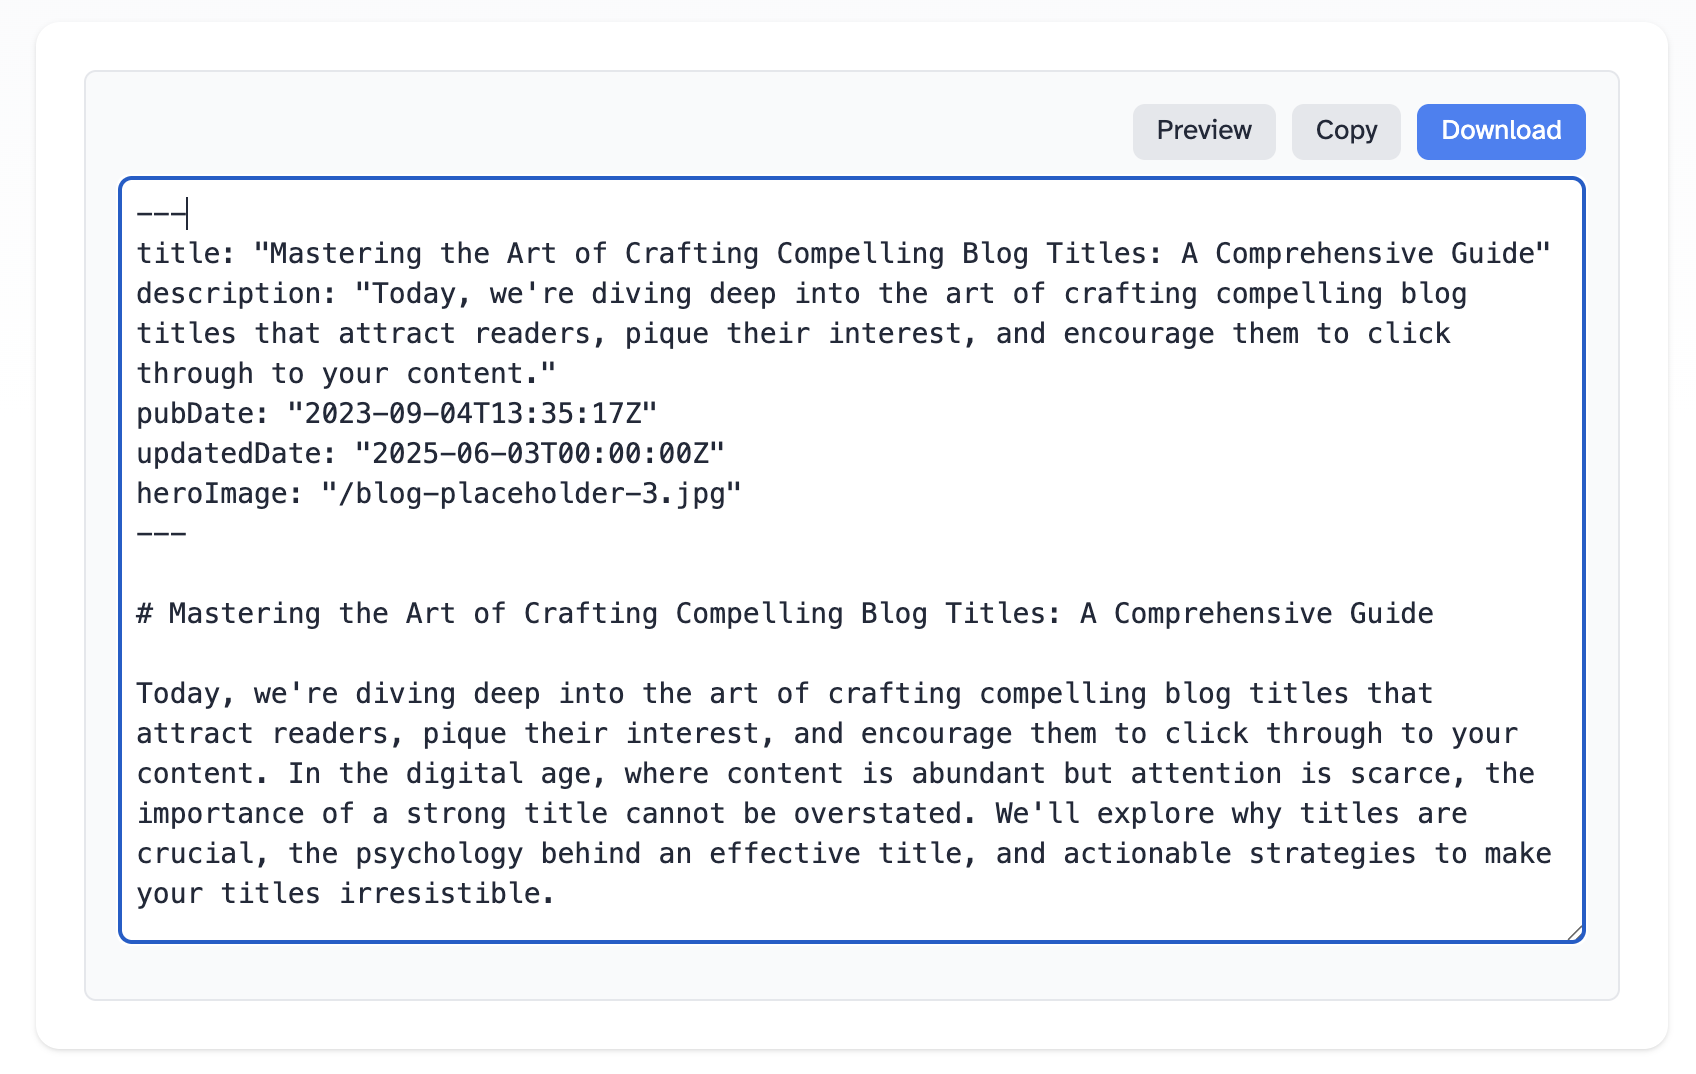 Preview Copy Download
---
title: "Mastering the Art of Crafting Compelling Blog Titles: A Comprehensive Guide"
description: "Today, we're diving deep into the art of crafting compelling blog
titles that attract readers, pique their interest, and encourage them to click
through to your content."
pubDate: "2023-09-04T13:35:17Z"
updatedDate: "2025-06-03T00:00:00Z"
heroImage: "/blog-placeholder-3.jpg"
---
# Mastering the Art of Crafting Compelling Blog Titles: A Comprehensive Guide
Today, we're diving deep into the art of crafting compelling blog titles that
attract readers, pique their interest, and encourage them to click through to your
content. In the digital age, where content is abundant but attention is scarce, the
importance of a strong title cannot be overstated. We'll explore why titles are
crucial, the psychology behind an effective title, and actionable strategies to make
your titles irresistible.